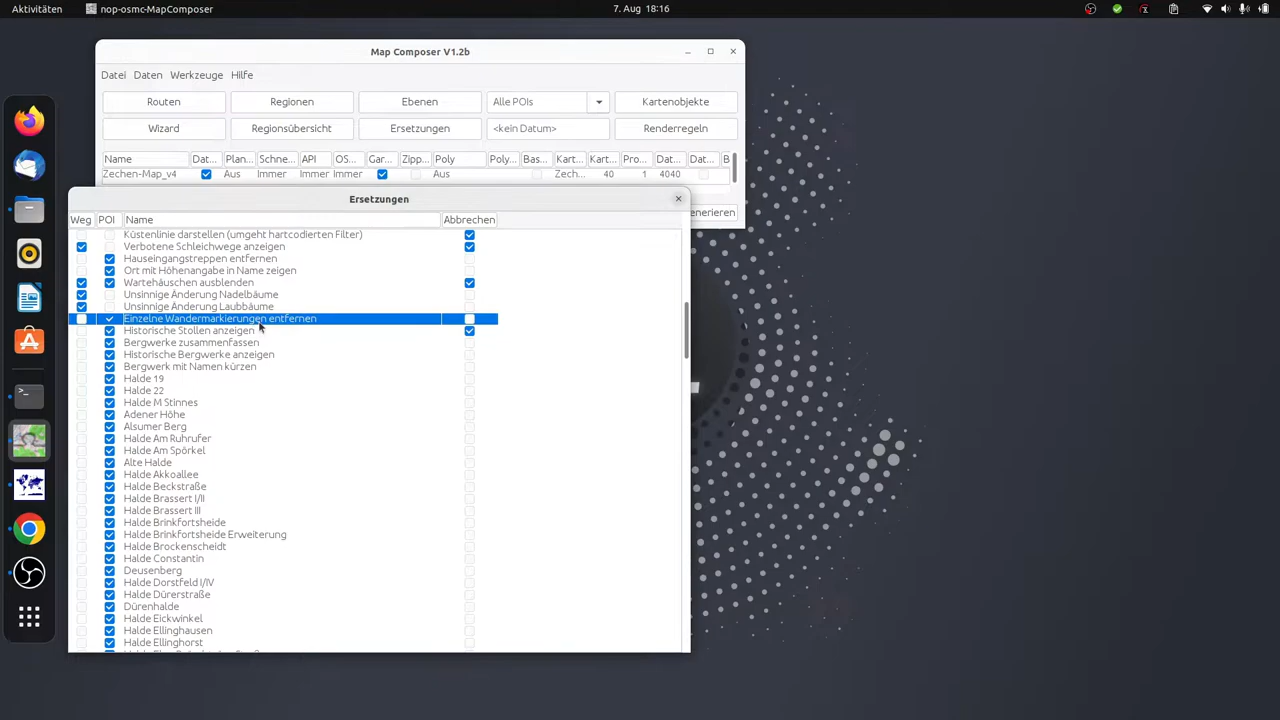 Aktivitäten nop-osmc-MapComposer 7. Aug 18:16
Map Composer V1.2b
Datei Daten Werkzeuge Hilfe
Routen Regionen Ebenen Alle POIs Kartenobjekte
Wizard Regionsübersicht Ersetzungen <kein Datum> Renderregeln
Name Dat... Plan... Schne... API OS... Gar... Zipp... Poly Poly... Bas... Kart... Kart... Pro... Dat... Dat... B
Zechen-Map_v4 Aus Immer Immer Immer Aus Zech... 40 1 4040
Ersetzungen
enerieren
Weg POI Name Abbrechen
Küstenlinie darstellen (umgeht hartcodierten Filter)
Verbotene Schleichwege anzeigen
Hauseingangstreppen entfernen
Ort mit Höhenangabe in Name zeigen
Wartehäuschen ausblenden
Unsinnige Änderung Nadelbäume
Unsinnige Änderung Laubbäume
Einzelne Wandermarkierungen entfernen
Historische Stollen anzeigen
Bergwerke zusammenfassen
Historische Bergwerke anzeigen
Bergwerk mit Namen kürzen
Halde 19
Halde 22
Halde M Stinnes
Adener Höhe
Alsumer Berg
Halde Am Ruhrufer
Halde Am Spörkel
Alte Halde
Halde Akkoallee
Halde Beckstraße
Halde Brassert I/II
Halde Brassert III
Halde Brinkfortsheide
Halde Brinkfortsheide Erweiterung
Halde Brockenscheidt
Halde Constantin
Deusenberg
Halde Dorstfeld I/IV
Halde Dürerstraße
Dürenhalde
Halde Eickwinkel
Halde Ellinghausen
Halde Ellinghorst